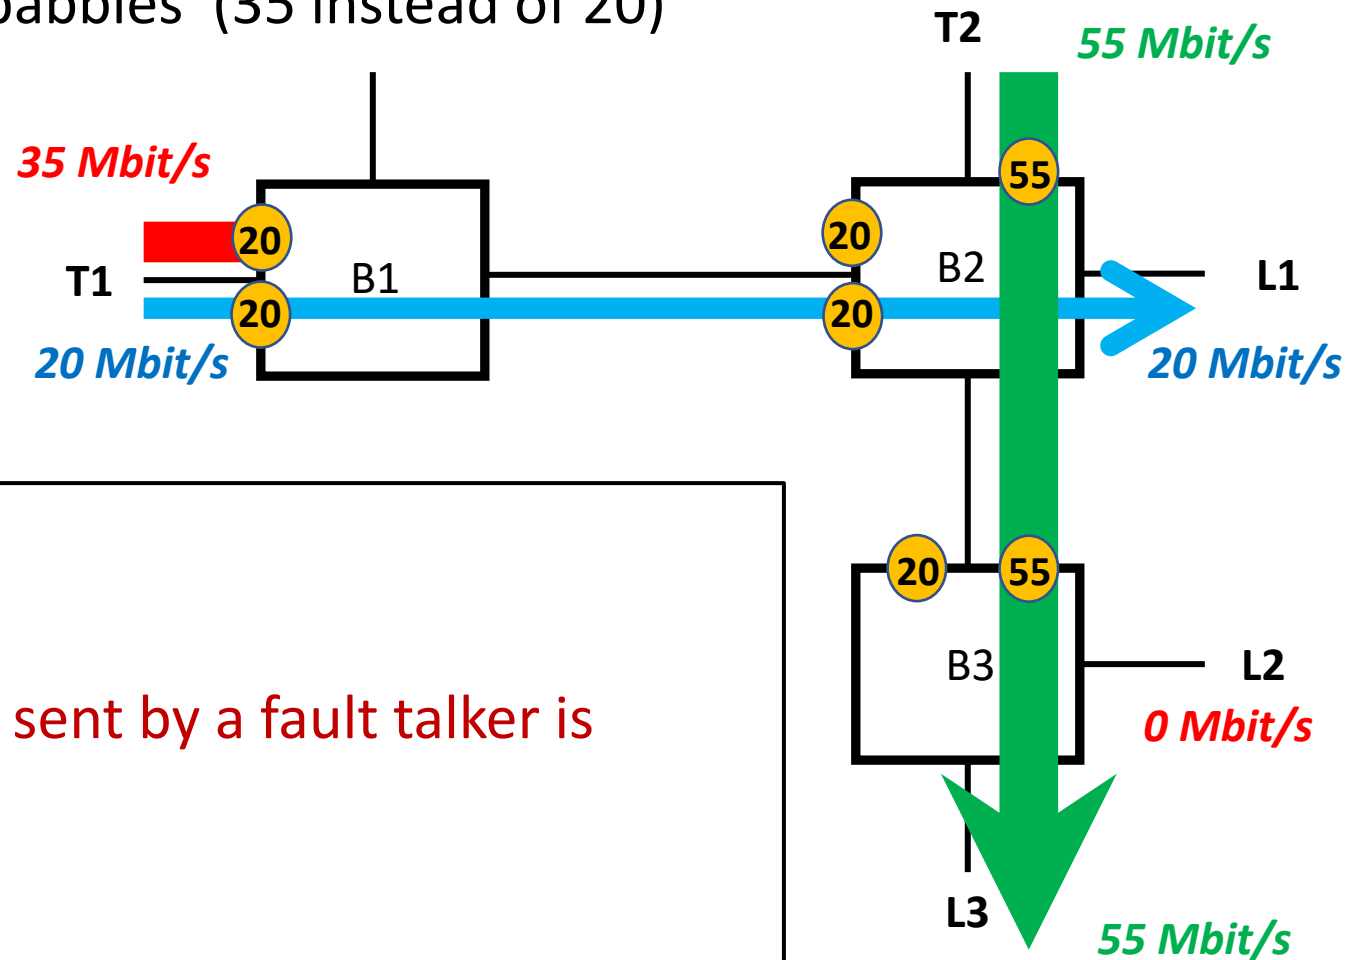 babbles (35 instead of 20)
T2
55 Mbit/s
35 Mbit/s
55
20
20
T1
B1
B2
L1
20
20
20 Mbit/s
20 Mbit/s
20
55
B3
L2
sent by a fault talker is
0 Mbit/s
L3
55 Mbit/s